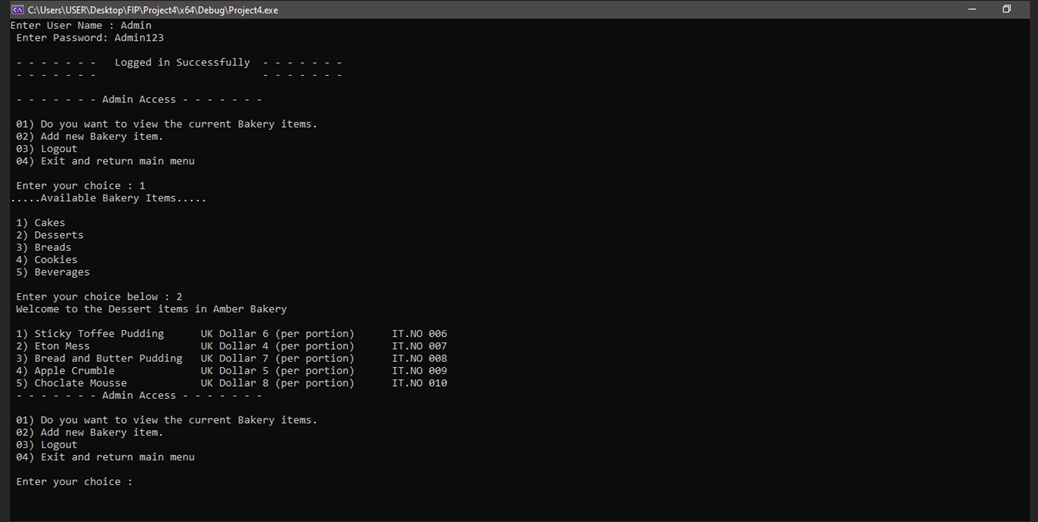 C:\Users\USER\Desktop\FIP\Project4\x64\Debug\Project4.exe
Enter User Name : Admin
Enter Password: Admin123
- - - - - - -   Logged in Successfully  - - - - - - -
- - - - - - -                           - - - - - - -
- - - - - - - Admin Access - - - - - - -
01) Do you want to view the current Bakery items.
02) Add new Bakery item.
03) Logout
04) Exit and return main menu
Enter your choice : 1
.....Available Bakery Items.....
1) Cakes
2) Desserts
3) Breads
4) Cookies
5) Beverages
Enter your choice below : 2
Welcome to the Dessert items in Amber Bakery
1) Sticky Toffee Pudding      UK Dollar 6 (per portion)      IT.NO 006
2) Eton Mess                  UK Dollar 4 (per portion)      IT.NO 007
3) Bread and Butter Pudding   UK Dollar 7 (per portion)      IT.NO 008
4) Apple Crumble              UK Dollar 5 (per portion)      IT.NO 009
5) Choclate Mousse            UK Dollar 8 (per portion)      IT.NO 010
- - - - - - - Admin Access - - - - - - -
01) Do you want to view the current Bakery items.
02) Add new Bakery item.
03) Logout
04) Exit and return main menu
Enter your choice :